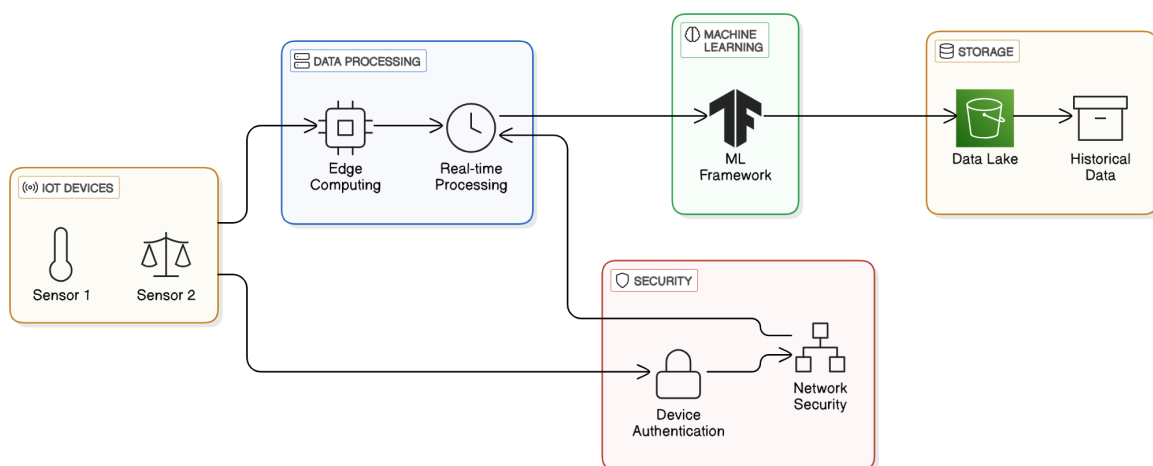 DATA PROCESSING
Edge
Computing
Real-time
Processing
MACHINE
LEARNING
ML
Framework
STORAGE
Data Lake
Historical
Data
IOT DEVICES
Sensor 1
Sensor 2
SECURITY
Device
Authentication
Network
Security